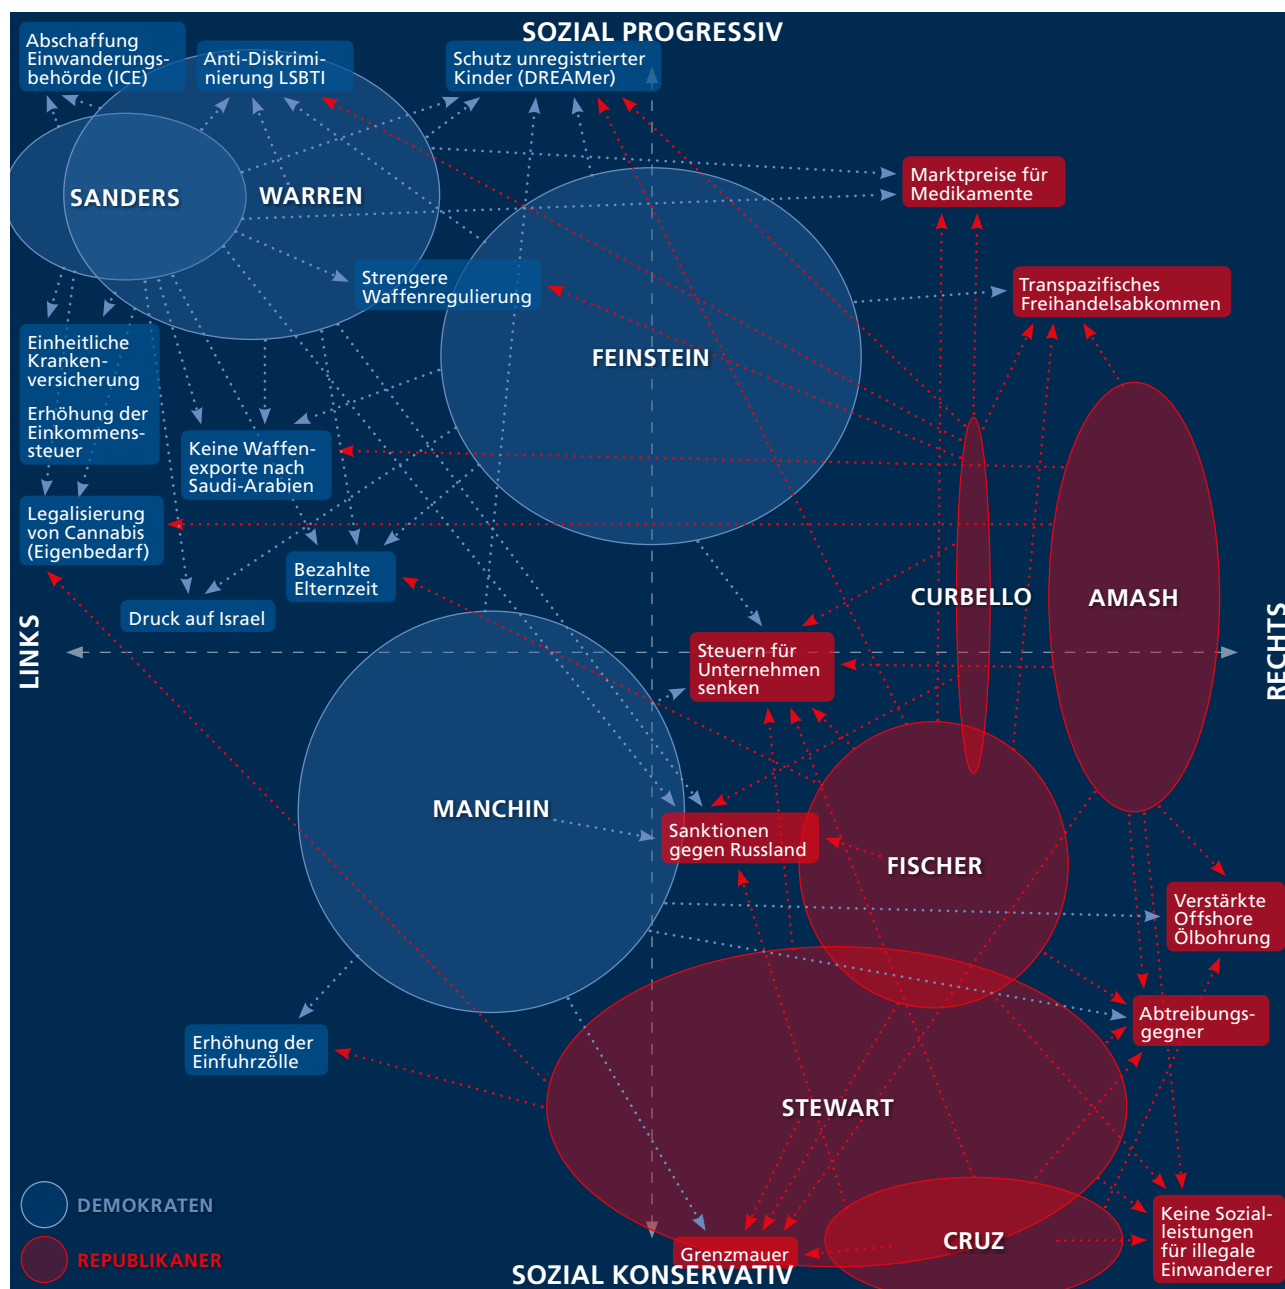 SOZIAL PROGRESSIV
Abschaffung
Einwanderungs-
behörde (ICE)
Anti-Diskrimi-
nierung LSBTI
Schutz unregistrierter
Kinder (DREAMer)
Marktpreise für
Medikamente
SANDERS
WARREN
Strengere
Waffenregulierung
Transpazifisches
Freihandelsabkommen
Einheitliche
Kranken-
versicherung
Erhöhung der
Einkommens-
steuer
FEINSTEIN
Keine Waffen-
exporte nach
Saudi-Arabien
Legalisierung
von Cannabis
(Eigenbedarf)
Bezahlte
Elternzeit
Druck auf Israel
CURBELLO
AMASH
LINKS
RECHTS
Steuern für
Unternehmen
senken
MANCHIN
Sanktionen
gegen Russland
FISCHER
Verstärkte
Offshore
Ölbohrung
Abtreibungs-
gegner
Erhöhung der
Einfuhrzölle
STEWART
DEMOKRATEN
REPUBLIKANER
Grenzmauer
CRUZ
Keine Sozial-
leistungen
für illegale
Einwanderer
SOZIAL KONSERVATIV